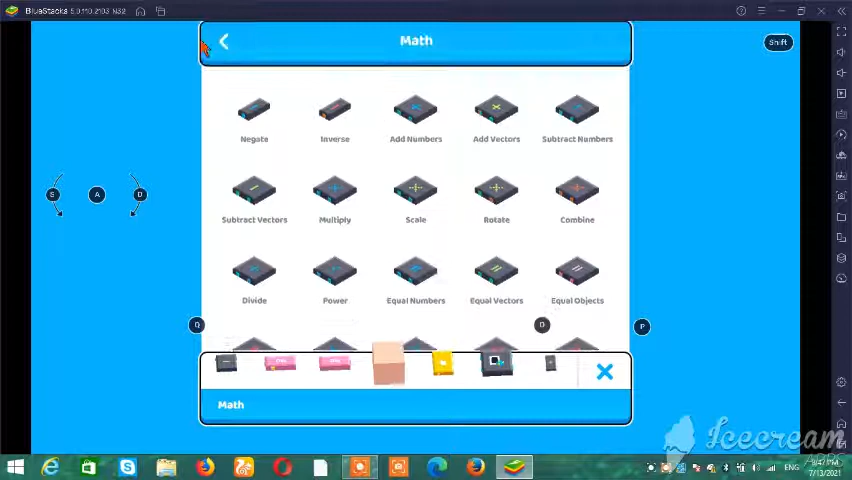 BlueStacks 5.0.110.2103 N32
Math
Shift
Negate
Inverse
Add Numbers
Add Vectors
Subtract Numbers
S
A
D
Subtract Vectors
Multiply
Scale
Rotate
Combine
Divide
Power
Equal Numbers
Equal Vectors
Equal Objects
Q
O
P
Math
Icecream
APPS
ENG
7/13/2021